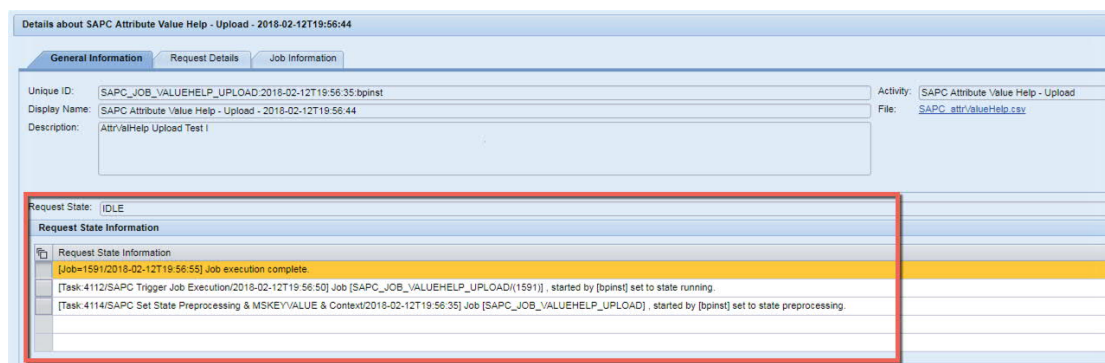 Details about SAPC Attribute Value Help - Upload - 2018-02-12T19:56:44
General Information Request Details Job Information
Unique ID: SAPC_JOB_VALUEHELP_UPLOAD:2018-02-12T19:56:35:bpinst Activity: SAPC Attribute Value Help - Upload
Display Name: SAPC Attribute Value Help - Upload - 2018-02-12T19:56:44 File: SAPC_attrValueHelp.csv
Description: AttrValHelp Upload Test I
Request State: IDLE
Request State Information
Request State Information
[Job=1591/2018-02-12T19:56:55] Job execution complete.
[Task:4112/SAPC Trigger Job Execution/2018-02-12T19:56:50] Job [SAPC_JOB_VALUEHELP_UPLOAD/(1591)] , started by [bpinst] set to state running.
[Task:4114/SAPC Set State Preprocessing & MSKEYVALUE & Context/2018-02-12T19:56:35] Job [SAPC_JOB_VALUEHELP_UPLOAD] , started by [bpinst] set to state preprocessing.